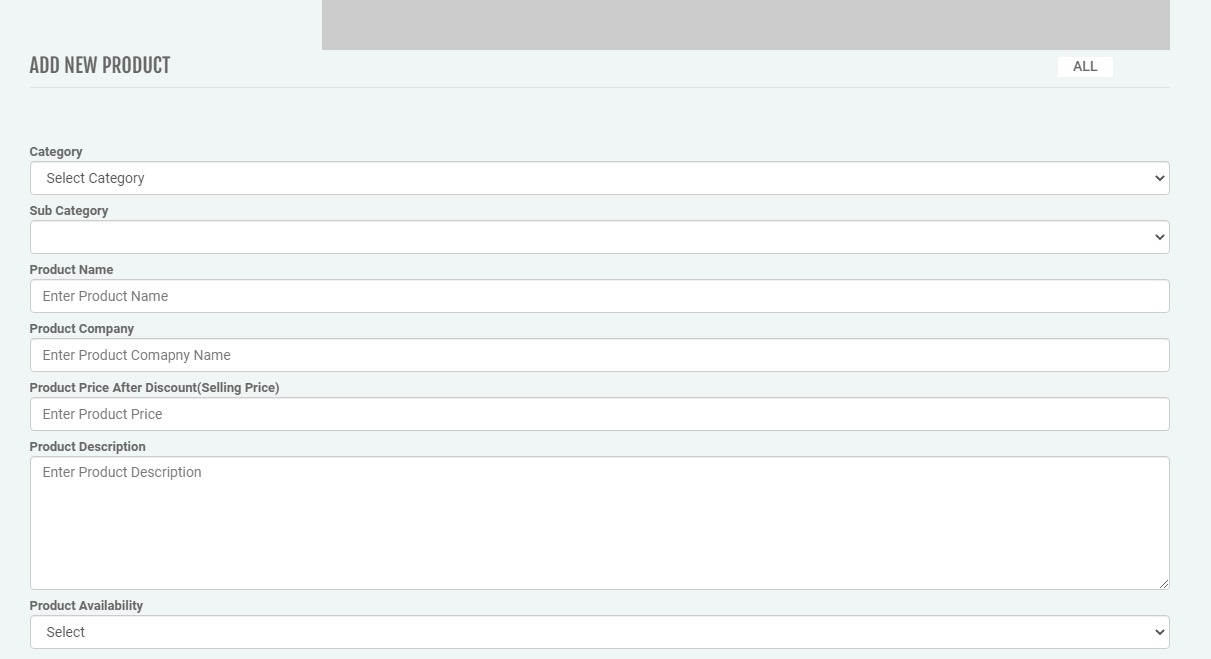 ADD NEW PRODUCT
ALL
Category
Select Category
Sub Category
Product Name
Enter Product Name
Product Company
Enter Product Comapny Name
Product Price After Discount(Selling Price)
Enter Product Price
Product Description
Enter Product Description
Product Availability
Select